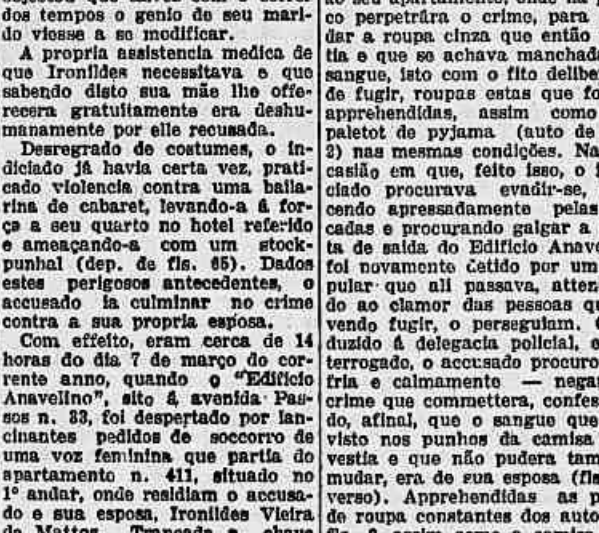 dos tempos o genio de seu mari-
do viesse a se modificar.
A propria assistencia medica de
que Ironildes necessitava e que
sabendo disto sua mãe lhe offe-
recera gratuitamente era deshu-
manamente por elle recusada.
Desregrado de costumes, o in-
diciado já havia certa vez, prati-
cado violencia contra uma baila-
rina de cabaret, levando-a á for-
ça a seu quarto no hotel referido
e ameaçando-a com um stock-
punhal (dep. de fls. 65). Dados
estes perigosos antecedentes, o
accusado ia culminar no crime
contra a sua propria esposa.
Com effeito, eram cerca de 14
horas do dia 7 de março do cor-
rente anno, quando o "Edificio
Anavelino", sito á avenida Pas-
sos n. 33, foi despertado por lan-
cinantes pedidos de soccorro de
uma voz feminina que partia do
apartamento n. 411, situado no
1º andar, onde residiam o accusa-
do e sua esposa, Ironildes Vieira
de Mattos. Trancada a chave
co perpetrára o crime, para
dar a roupa cinza que então
tia e que se achava manchada
sangue, isto com o fito delibe
de fugir, roupas estas que fo
apprehendidas, assim como
paletot de pyjama (auto de
2) nas mesmas condições. Na
casião em que, feito isso, o i
ciado procurava evadir-se,
cendo apressadamente pelas
cadas e procurando galgar a
ta de saida do Edificio Anave
foi novamente detido por um
pular que ali passava, atten
do ao clamor das pessoas qu
vendo fugir, o perseguiam.
duzido á delegacia policial, e
terrogado, o accusado procuro
fria e calmamente — nega
crime que commettera, confes
do, afinal, que o sangue que
visto nos punhos da camisa
vestia e que não pudera tam
mudar, era de sua esposa (fls
verso). Apprehendidas as p
de roupa constantes dos auto